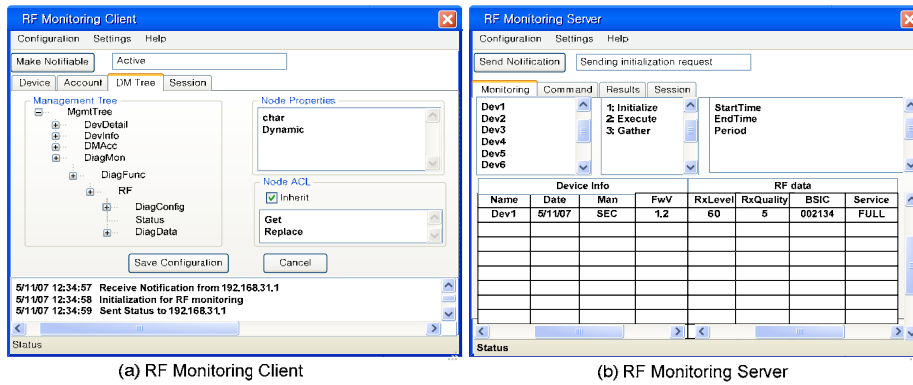 RF Monitoring Client
Configuration Settings Help
Make Notifiable Active
Device Account DM Tree Session
Management Tree
MgmtTree
DevDetail
DevInfo
DMAcc
DiagMon
DiagFunc
RF
DiagConfig
Status
DiagData
Node Properties
char
Dynamic
Node ACL
Inherit
Get
Replace
Save Configuration Cancel
5/11/07 12:34:57 Receive Notification from 192.168.31.1
5/11/07 12:34:58 Initialization for RF monitoring
5/11/07 12:34:59 Sent Status to 192.168.31.1
Status
(a) RF Monitoring Client
RF Monitoring Server
Configuration Settings Help
Send Notification Sending initialization request
Monitoring Command Results Session
Dev1
Dev2
Dev3
Dev4
Dev5
Dev6
1: Initialize
2: Execute
3: Gather
StartTime
EndTime
Period
Device Info RF data
Name Date Man FwV RxLevel RxQuality BSIC Service
Dev1 5/11/07 SEC 1.2 60 5 002134 FULL
Status
(b) RF Monitoring Server